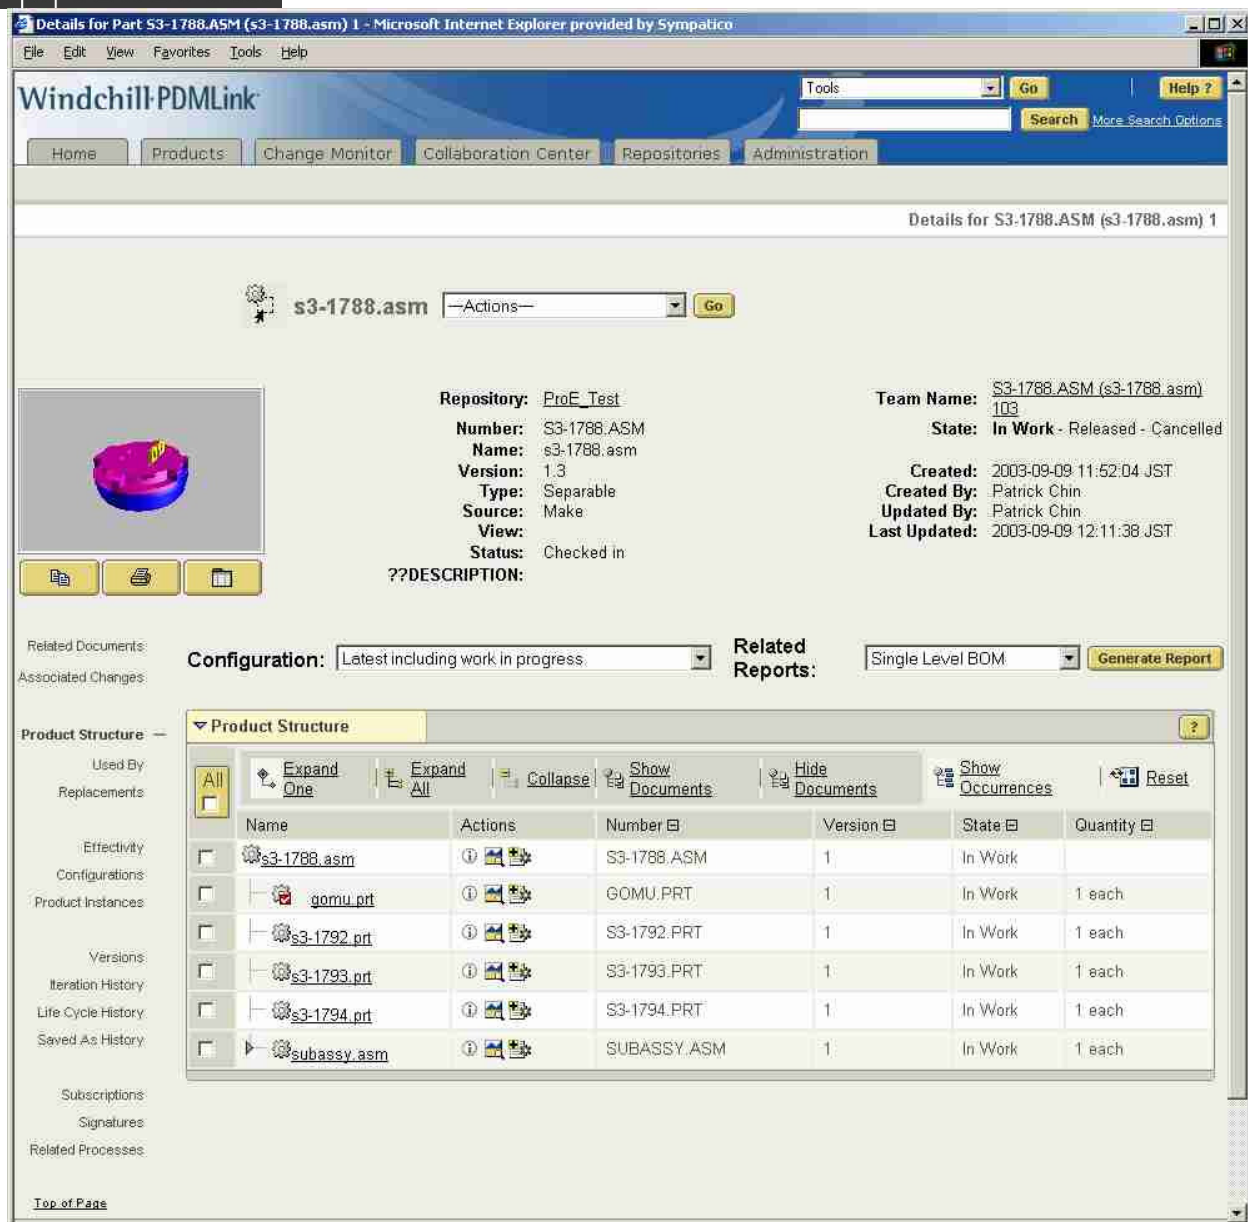 Details for Part S3-1788.ASM (s3-1788.asm) 1 - Microsoft Internet Explorer provided by Sympatico
File Edit View Favorites Tools Help
Windchill PDMLink
Tools Go Help ?
Search More Search Options
Home Products Change Monitor Collaboration Center Repositories Administration
Details for S3-1788.ASM (s3-1788.asm) 1
s3-1788.asm —Actions— Go
Repository: ProE_Test
Number: S3-1788.ASM
Name: s3-1788.asm
Version: 1.3
Type: Separable
Source: Make
View:
Status: Checked in
??DESCRIPTION:
Team Name: S3-1788.ASM (s3-1788.asm)
103
State: In Work - Released - Cancelled
Created: 2003-09-09 11:52:04 JST
Created By: Patrick Chin
Updated By: Patrick Chin
Last Updated: 2003-09-09 12:11:38 JST
Related Documents
Associated Changes
Product Structure —
Used By
Replacements
Effectivity
Configurations
Product Instances
Versions
Iteration History
Life Cycle History
Saved As History
Subscriptions
Signatures
Related Processes
Top of Page
Configuration: Latest including work in progress
Related
Reports: Single Level BOM Generate Report
Product Structure ?
All
Expand
One
Expand
All
Collapse
Show
Documents
Hide
Documents
Show
Occurrences
Reset
Name Actions Number Version State Quantity
s3-1788.asm S3-1788.ASM 1 In Work
gomu.prt GOMU.PRT 1 In Work 1 each
s3-1792.prt S3-1792.PRT 1 In Work 1 each
s3-1793.prt S3-1793.PRT 1 In Work 1 each
s3-1794.prt S3-1794.PRT 1 In Work 1 each
subassy.asm SUBASSY.ASM 1 In Work 1 each